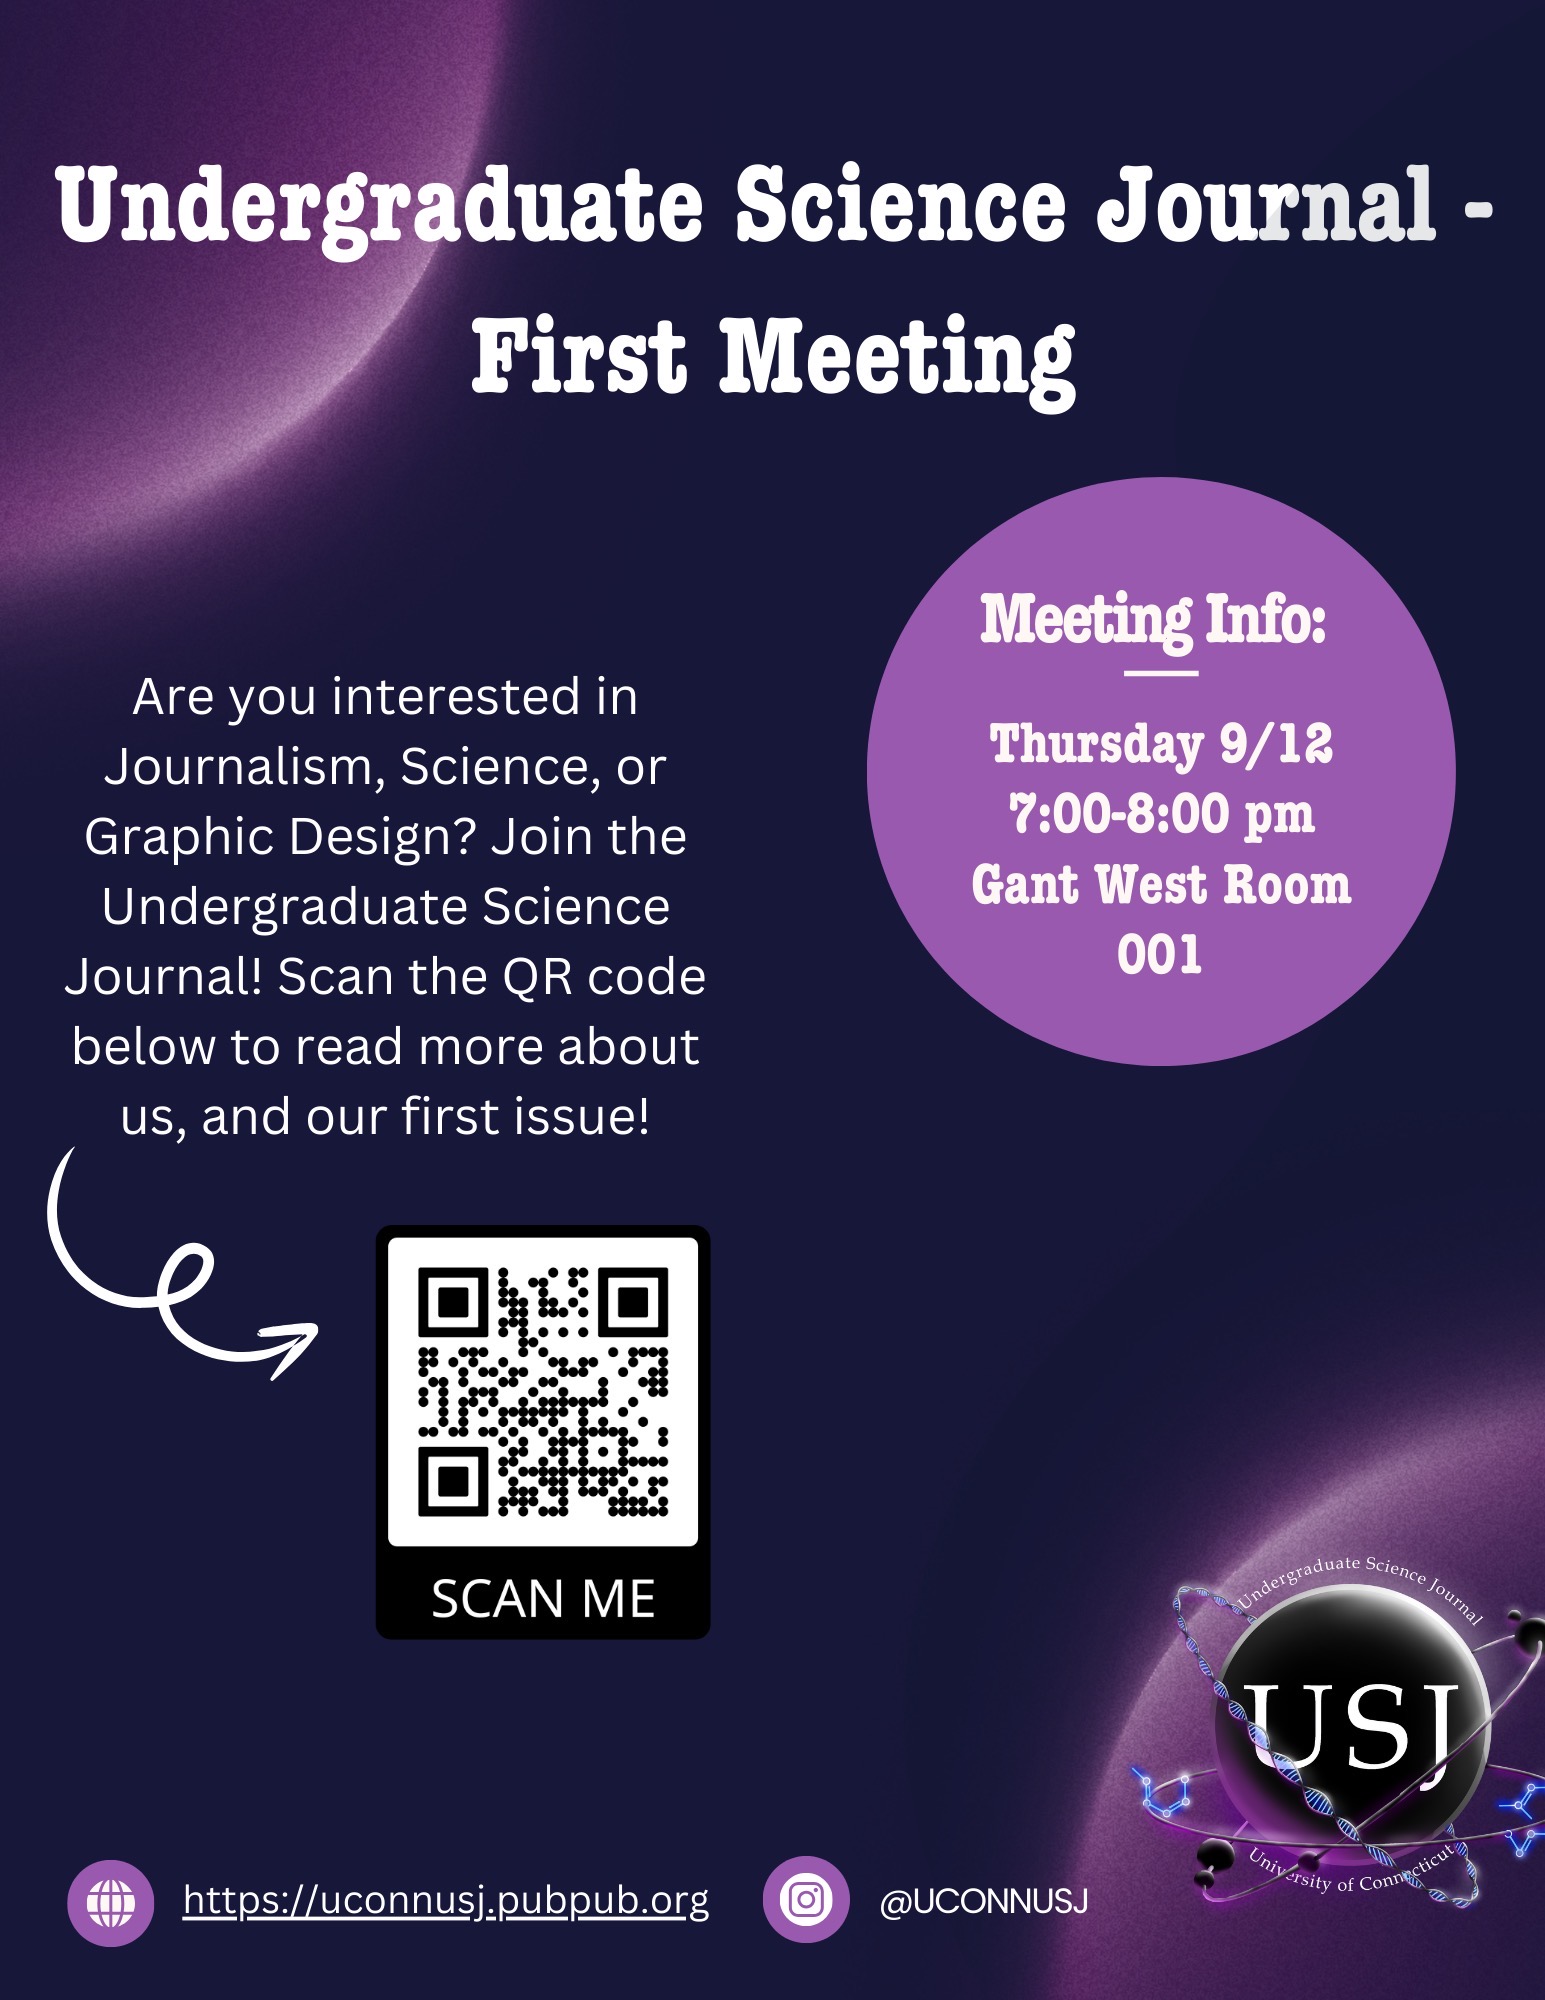 Undergraduate Science Journal -
First Meeting
Meeting Info:
Thursday 9/12
7:00-8:00 pm
Gant West Room
001
Are you interested in
Journalism, Science, or
Graphic Design? Join the
Undergraduate Science
Journal! Scan the QR code
below to read more about
us, and our first issue!
SCAN ME
Undergraduate Science Journal
USJ
University of Connecticut
https://uconnusj.pubpub.org
@UCONNUSJ